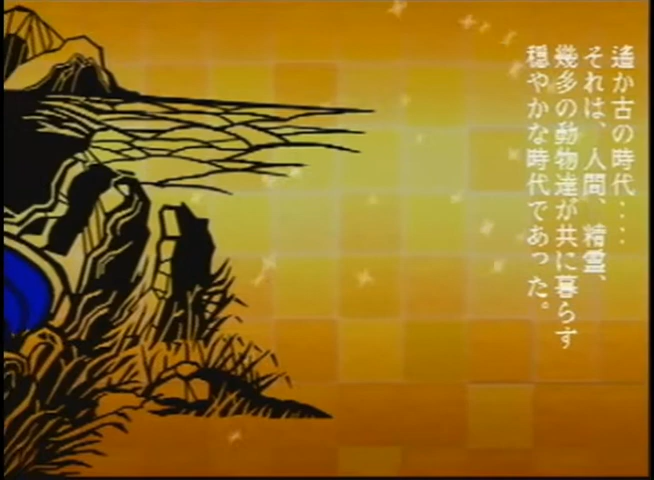 遙か古の時代‥‥
それは、人間、精霊、
幾多の動物達が共に暮らす
穏やかな時代であった。